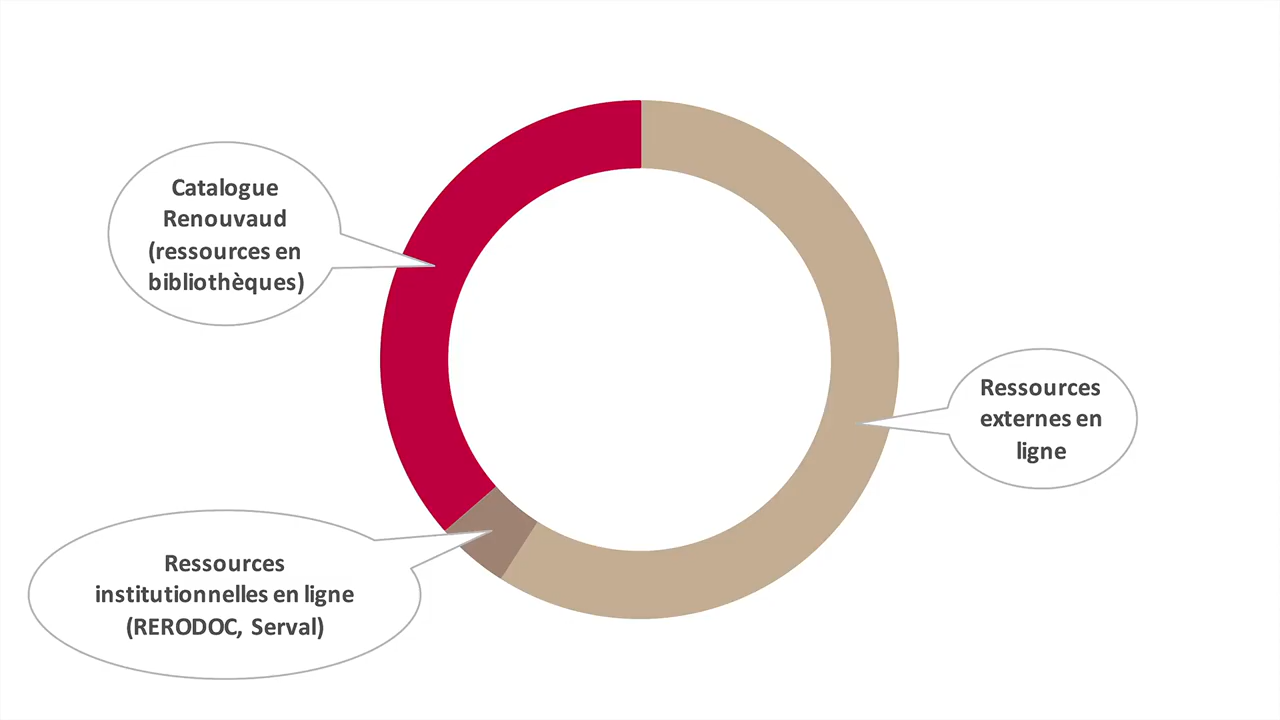 Catalogue
Renouvaud
(ressources en
bibliothèques)
Ressources
externes en
ligne
Ressources
institutionnelles en ligne
(RERODOC, Serval)